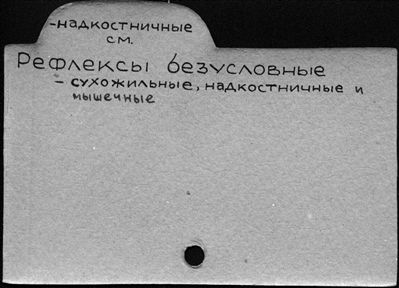 -надкостничные
см.
Рефлексы безусловные
- сухожильные, надкостничные и
мышечные